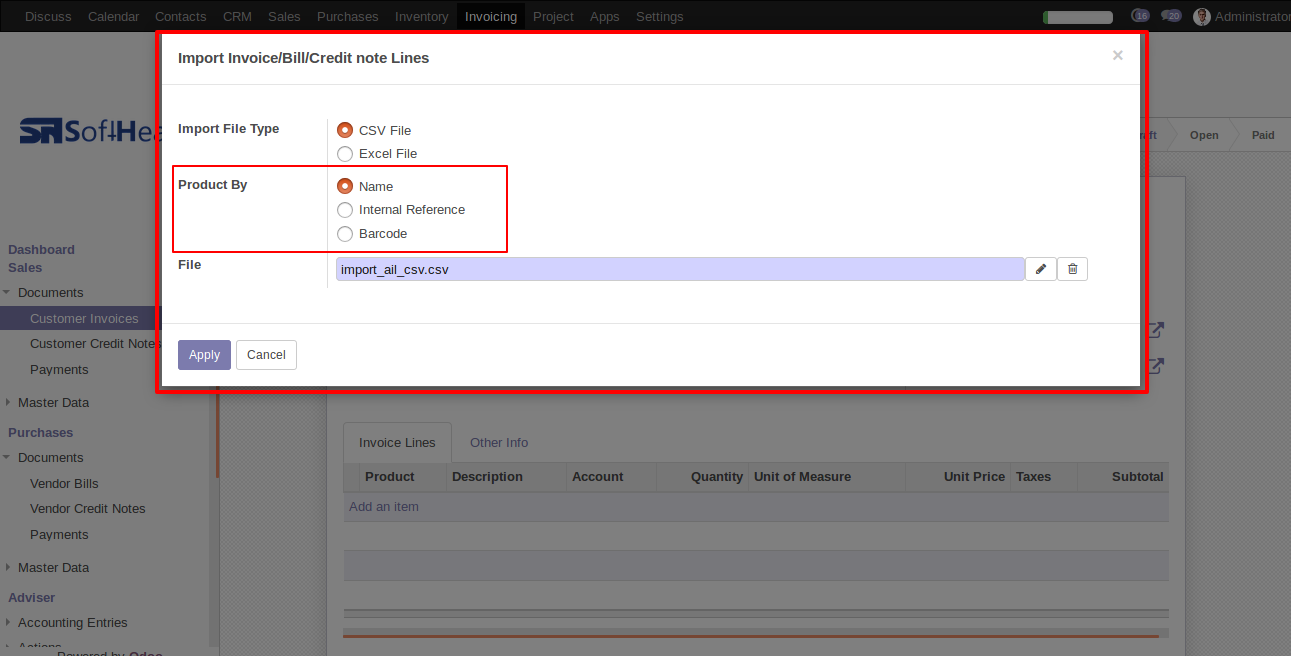 Discuss Calendar Contacts CRM Sales Purchases Inventory Invoicing Project Apps Settings 16 20 Administrator
Import Invoice/Bill/Credit note Lines ×
SoftHea
Import File Type
CSV File
Excel File
Open Paid
Product By
Name
Internal Reference
Barcode
File
import_ail_csv.csv
Apply Cancel
Dashboard
Sales
Documents
Customer Invoices
Customer Credit Notes
Payments
Master Data
Purchases
Documents
Vendor Bills
Vendor Credit Notes
Payments
Master Data
Adviser
Accounting Entries
Actions
Powered by Odoo
Invoice Lines Other Info
Product Description Account Quantity Unit of Measure Unit Price Taxes Subtotal
Add an item